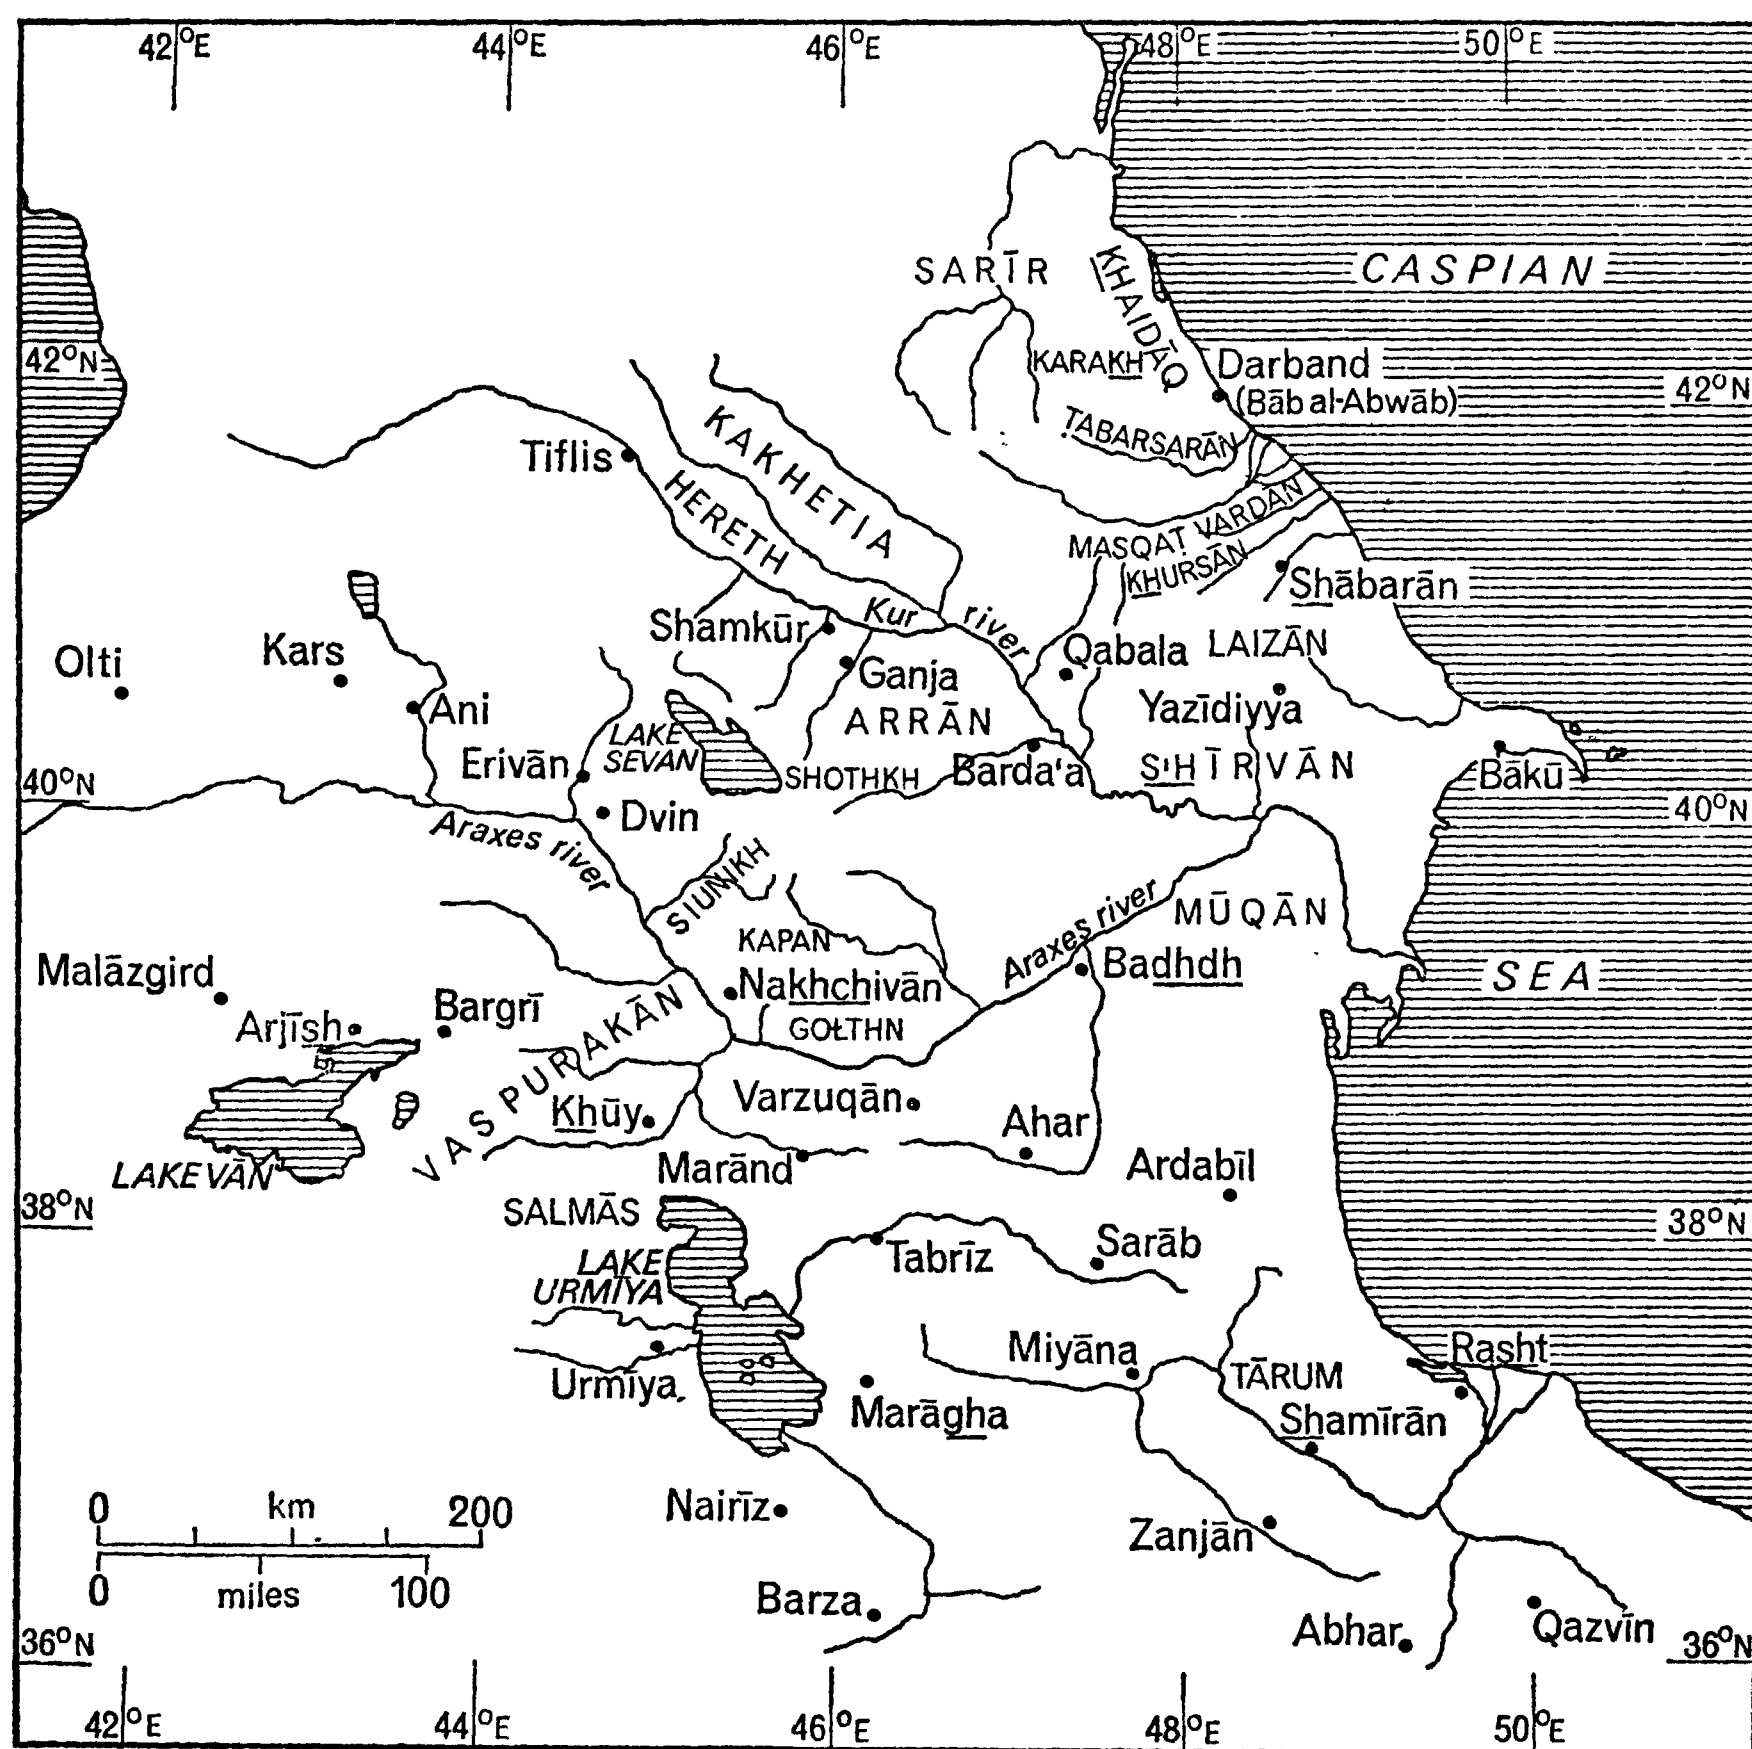 42°E 44°E 46°E 48°E 50°E
SARĪR
KHAIDĀQ
CASPIAN
42°N
KARAKH
Darband
(Bāb al-Abwāb)
42°N
KAKHETIA
ṬABARSARĀN
Tiflis
HERETH
MASQAṬ
VARDĀN
KHURSĀN
Shābarān
Shamkūr
Kur river
Olti
Kars
Qabala
LAIZĀN
Ganja
Ani
ARRĀN
Yazīdiyya
LAKE
SEVAN
Erivān
SHOTHKH
Barda'a
SHĪRVĀN
Bākū
40°N
40°N
Dvin
Araxes river
SIUNIKH
Araxes river
MŪQĀN
KAPAN
Malāzgird
Badhdh
SEA
Nakhchivān
Bargrī
Arjīsh
GOŁTHN
VASPURAKĀN
Khūy
Varzuqān
Ahar
LAKE VĀN
Marānd
Ardabīl
38°N
SALMĀS
38°N
LAKE
URMĪYA
Tabrīz
Sarāb
Miyāna
Rasht
Urmīya
TĀRUM
Marāgha
Shamīrān
0 km 200
Nairīz
Zanjān
0 miles 100
Barza
Abhar
Qazvīn
36°N
36°N
42°E 44°E 46°E 48°E 50°E